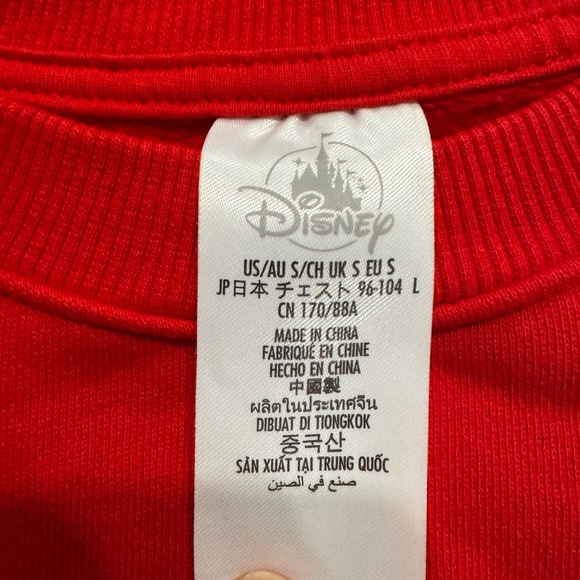 Disney
US/AU S/CH UK S EU S
JP日本 チェスト 96-104 L
CN 170/88A
MADE IN CHINA
FABRIQUÉ EN CHINE
HECHO EN CHINA
中國製
ผลิตในประเทศจีน
DIBUAT DI TIONGKOK
중국산
SẢN XUẤT TẠI TRUNG QUỐC
صنع في الصين